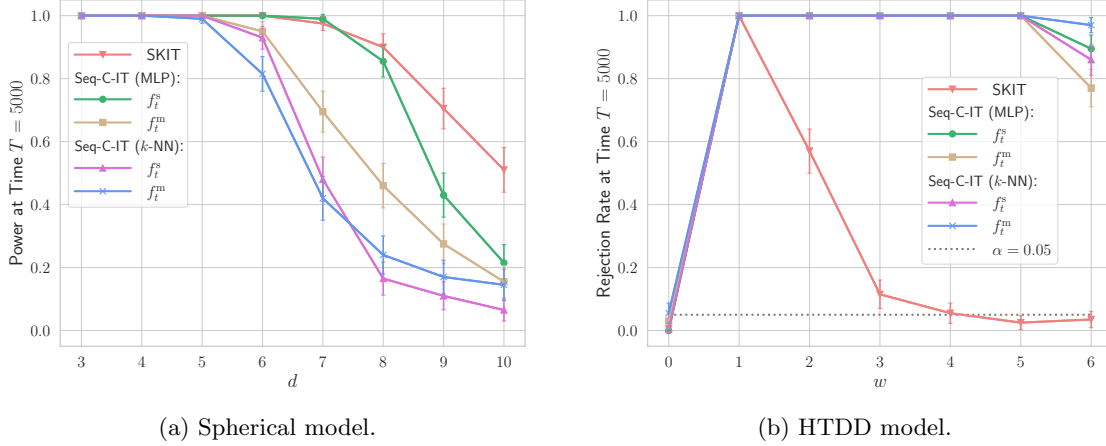 Power at Time T = 5000
1.0
0.8
0.6
0.4
0.2
0.0
SKIT
Seq-C-IT (MLP):
f_t^s
f_t^m
Seq-C-IT (k-NN):
f_t^s
f_t^m
3 4 5 6 7 8 9 10
d
(a) Spherical model.
Rejection Rate at Time T = 5000
1.0
0.8
0.6
0.4
0.2
0.0
SKIT
Seq-C-IT (MLP):
f_t^s
f_t^m
Seq-C-IT (k-NN):
f_t^s
f_t^m
α = 0.05
0 1 2 3 4 5 6
w
(b) HTDD model.